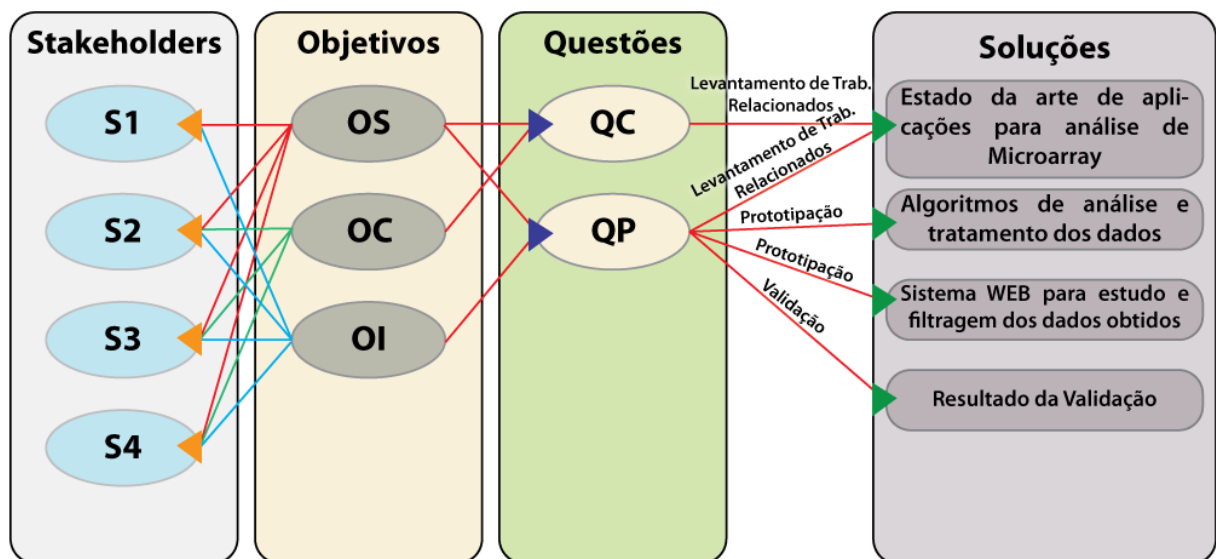 Stakeholders
S1
S2
S3
S4
Objetivos
OS
OC
OI
Questões
QC
QP
Levantamento de Trab.
Relacionados
Levantamento de Trab.
Relacionados
Prototipação
Prototipação
Validação
Soluções
Estado da arte de apli-
cações para análise de
Microarray
Algoritmos de análise e
tratamento dos dados
Sistema WEB para estudo e
filtragem dos dados obtidos
Resultado da Validação